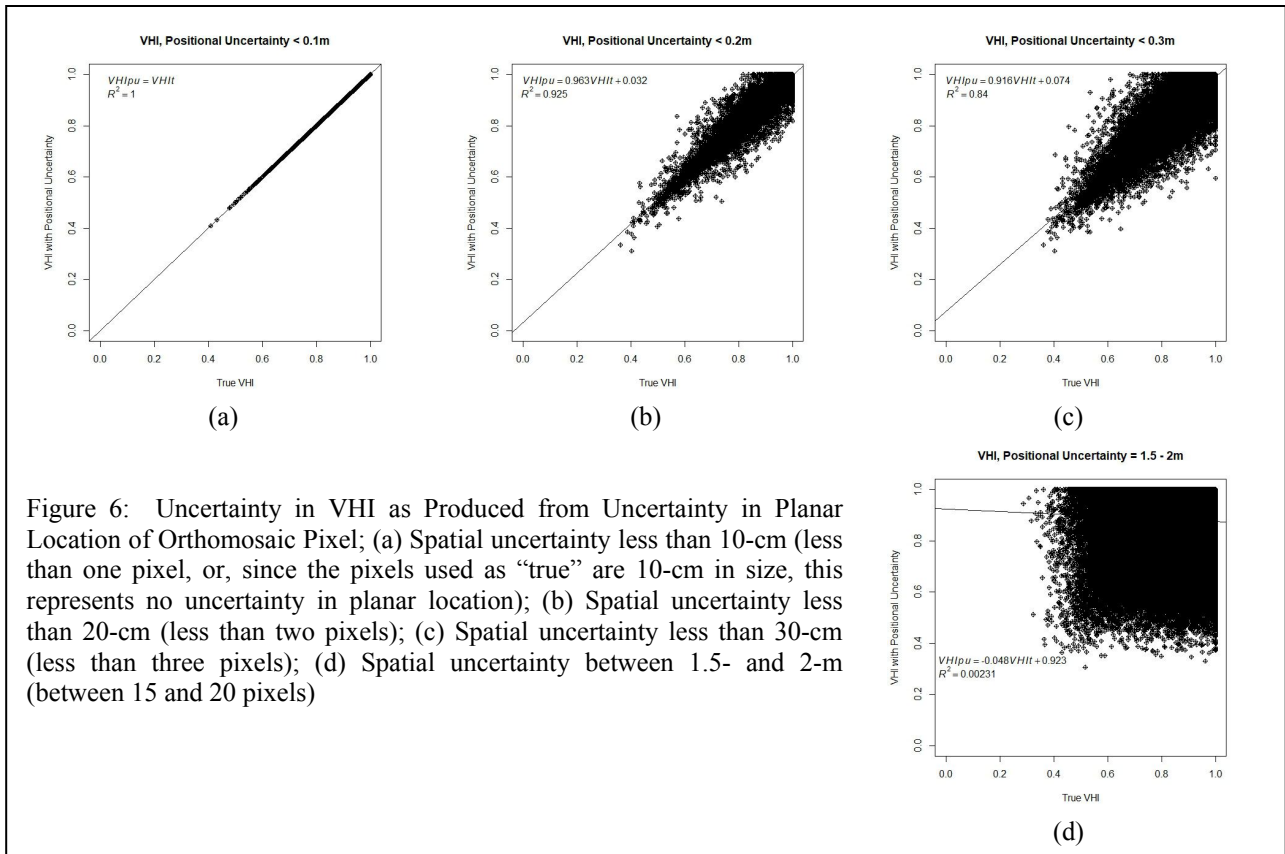 VHI, Positional Uncertainty < 0.1m
VHIpu = VHIt
R² = 1
VHI with Positional Uncertainty
0.0 0.2 0.4 0.6 0.8 1.0
0.0 0.2 0.4 0.6 0.8 1.0
True VHI
(a)
VHI, Positional Uncertainty < 0.2m
VHIpu = 0.963VHIt + 0.032
R² = 0.925
VHI with Positional Uncertainty
0.0 0.2 0.4 0.6 0.8 1.0
0.0 0.2 0.4 0.6 0.8 1.0
True VHI
(b)
VHI, Positional Uncertainty < 0.3m
VHIpu = 0.916VHIt + 0.074
R² = 0.84
VHI with Positional Uncertainty
0.0 0.2 0.4 0.6 0.8 1.0
0.0 0.2 0.4 0.6 0.8 1.0
True VHI
(c)
Figure 6: Uncertainty in VHI as Produced from Uncertainty in Planar
Location of Orthomosaic Pixel; (a) Spatial uncertainty less than 10-cm (less
than one pixel, or, since the pixels used as “true” are 10-cm in size, this
represents no uncertainty in planar location); (b) Spatial uncertainty less
than 20-cm (less than two pixels); (c) Spatial uncertainty less than 30-cm
(less than three pixels); (d) Spatial uncertainty between 1.5- and 2-m
(between 15 and 20 pixels)
VHI, Positional Uncertainty = 1.5 - 2m
VHIpu = -0.048VHIt + 0.923
R² = 0.00231
VHI with Positional Uncertainty
0.0 0.2 0.4 0.6 0.8 1.0
0.0 0.2 0.4 0.6 0.8 1.0
True VHI
(d)